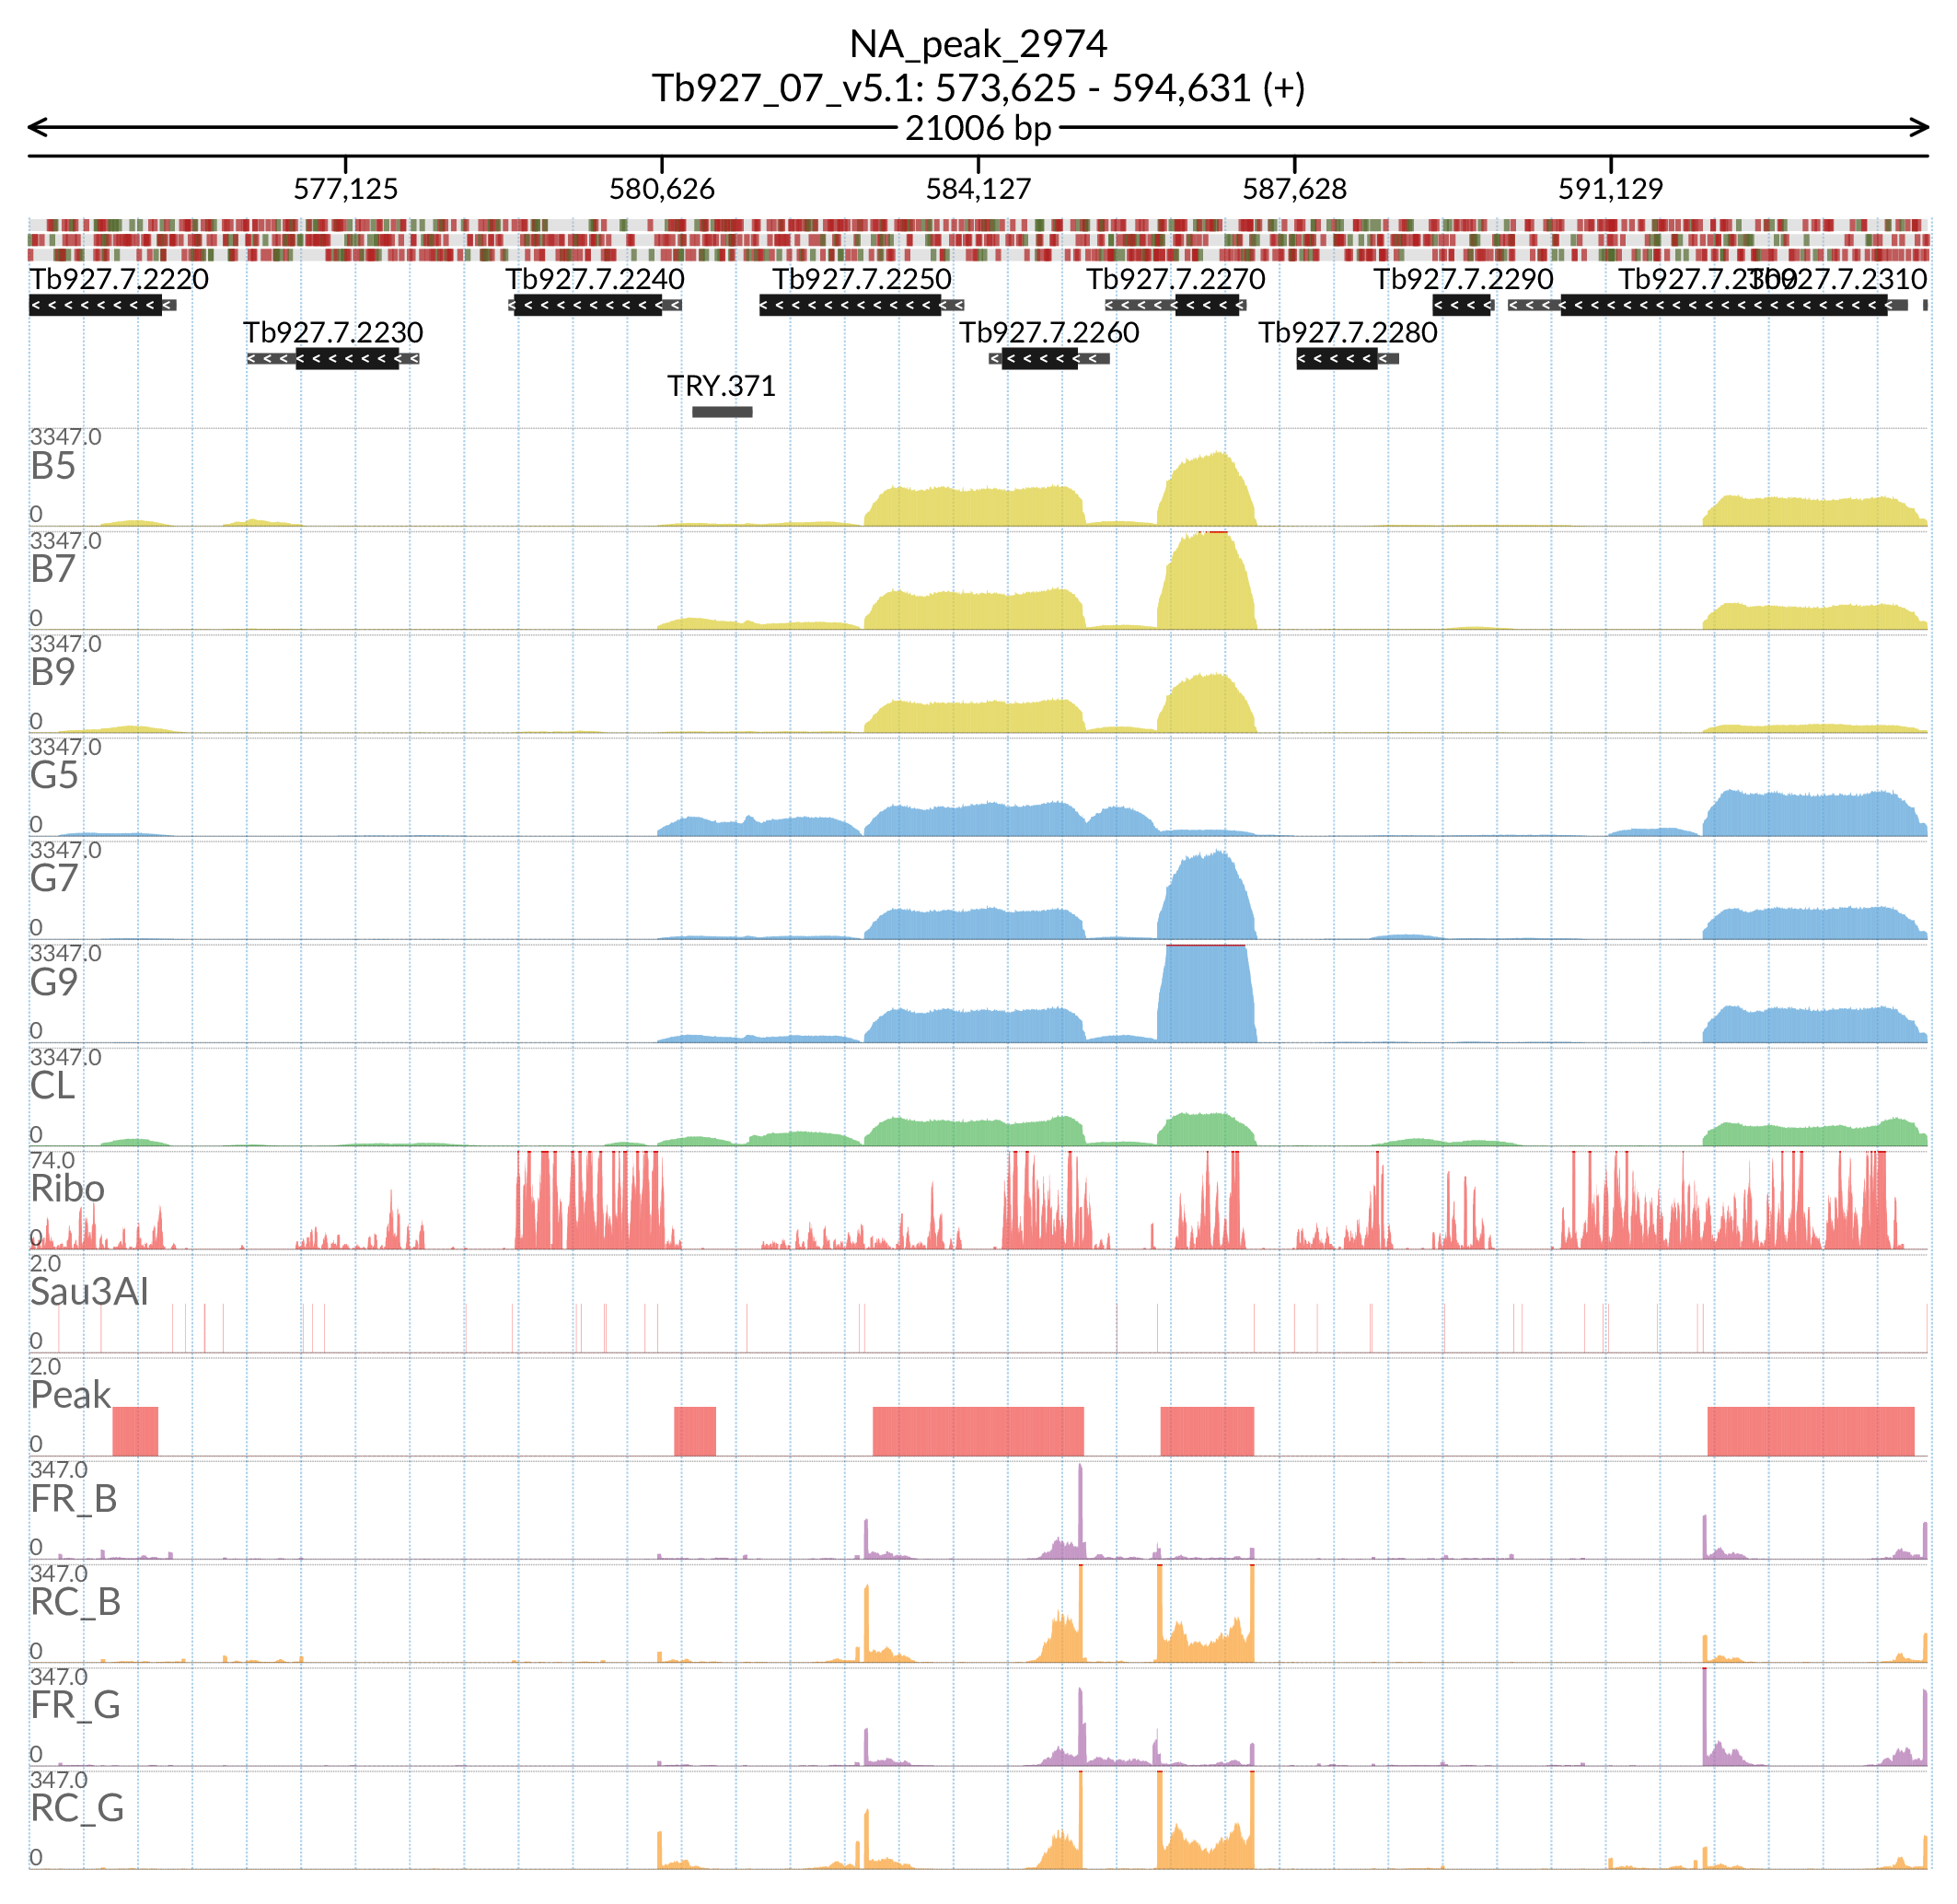 NA_peak_2974
Tb927_07_v5.1: 573,625 - 594,631 (+)
21006 bp
577,125 580,626 584,127 587,628 591,129
Tb927.7.2220 Tb927.7.2240 Tb927.7.2250 Tb927.7.2270 Tb927.7.2290 Tb927.7.2300 Tb927.7.2310
Tb927.7.2230 Tb927.7.2260 Tb927.7.2280
TRY.371
3347.0
B5
0
3347.0
B7
0
3347.0
B9
0
3347.0
G5
0
3347.0
G7
0
3347.0
G9
0
3347.0
CL
0
74.0
Ribo
0
2.0
Sau3AI
0
2.0
Peak
0
347.0
FR_B
0
347.0
RC_B
0
347.0
FR_G
0
347.0
RC_G
0